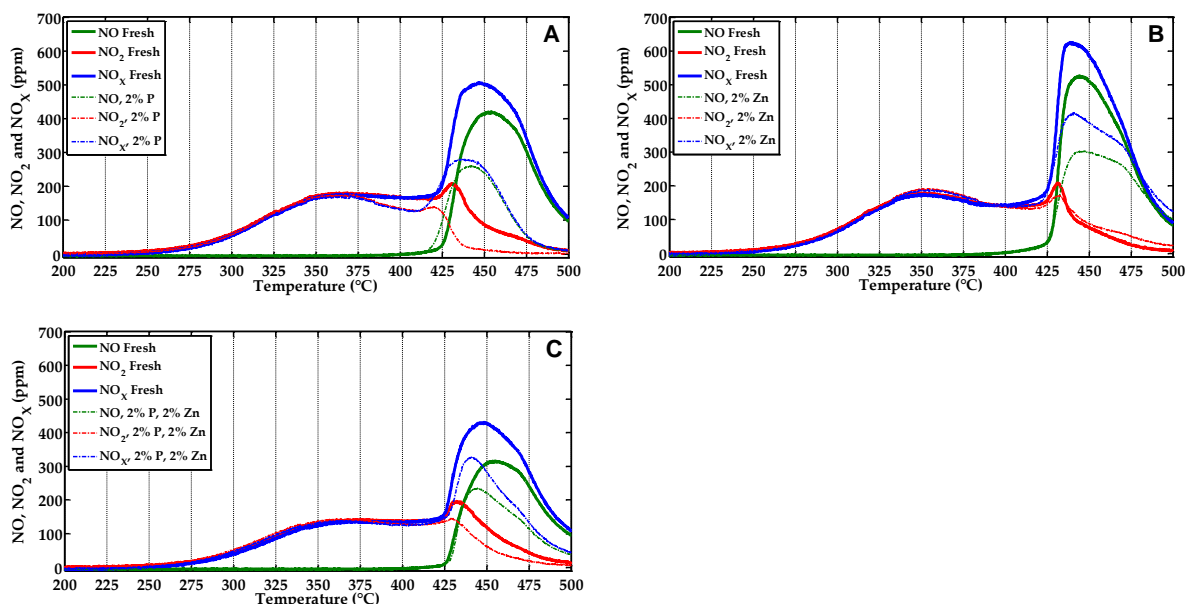 A
NO, NO2 and NOX (ppm)
700
600
500
400
300
200
100
0
NO Fresh
NO2 Fresh
NOX Fresh
NO, 2% P
NO2, 2% P
NOX, 2% P
200 225 250 275 300 325 350 375 400 425 450 475 500
Temperature (°C)
B
NO, NO2 and NOX (ppm)
700
600
500
400
300
200
100
0
NO Fresh
NO2 Fresh
NOX Fresh
NO, 2% Zn
NO2, 2% Zn
NOX, 2% Zn
200 225 250 275 300 325 350 375 400 425 450 475 500
Temperature (°C)
C
NO, NO2 and NOX (ppm)
700
600
500
400
300
200
100
0
NO Fresh
NO2 Fresh
NOX Fresh
NO, 2% P, 2% Zn
NO2, 2% P, 2% Zn
NOX, 2% P, 2% Zn
200 225 250 275 300 325 350 375 400 425 450 475 500
Temperature (°C)